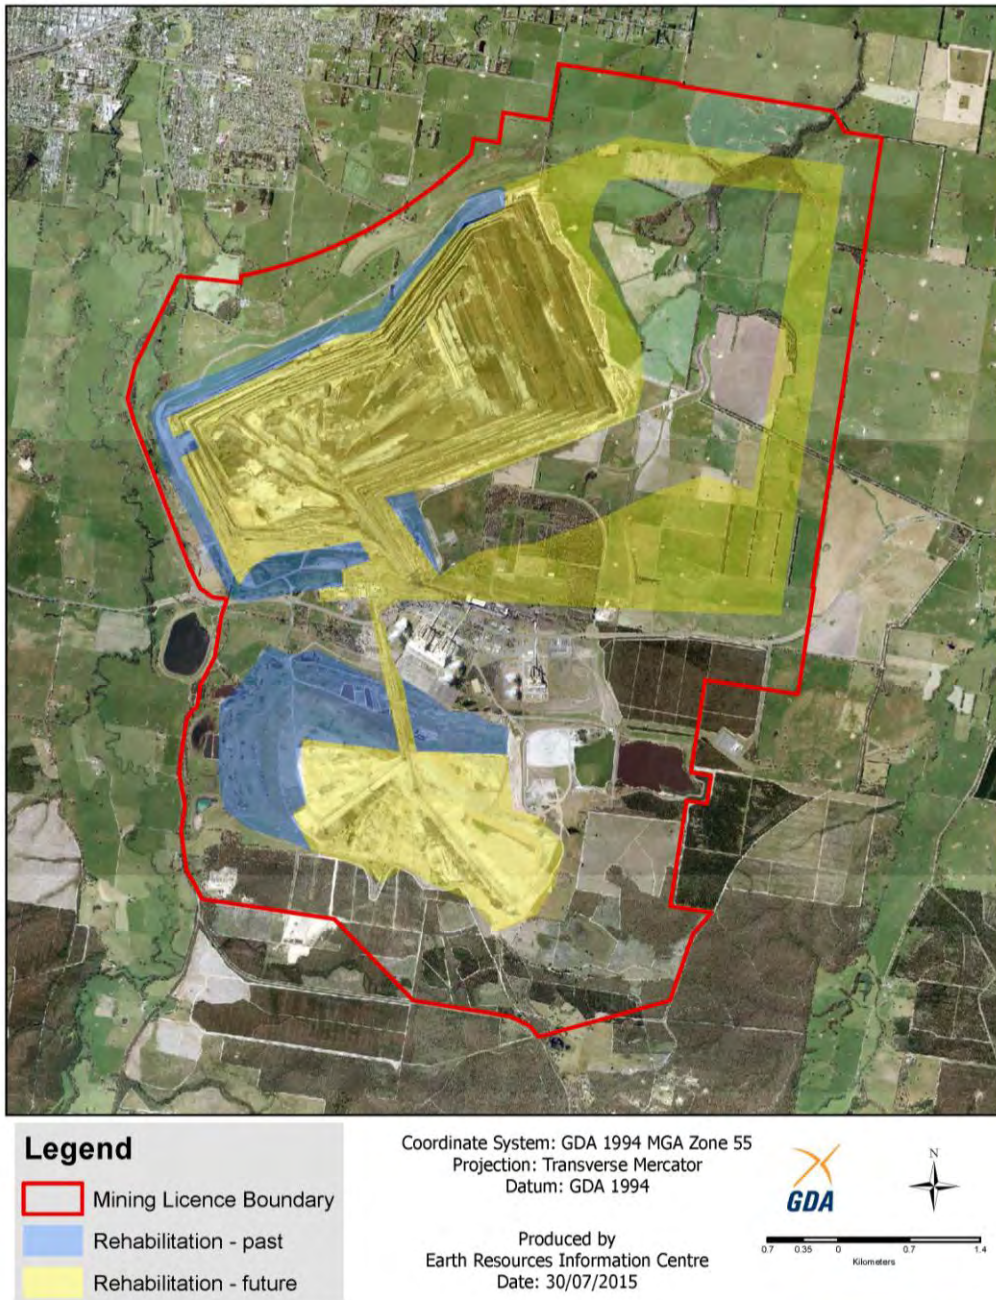 Legend
Mining Licence Boundary
Rehabilitation - past
Rehabilitation - future
Coordinate System: GDA 1994 MGA Zone 55
Projection: Transverse Mercator
Datum: GDA 1994
Produced by
Earth Resources Information Centre
Date: 30/07/2015
GDA
N
0.7 0.35 0 0.7 1.4
Kilometers